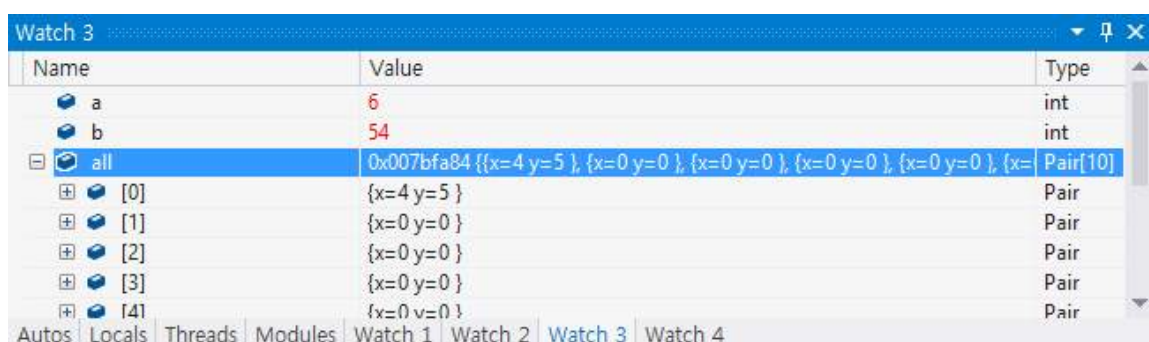 Watch 3
Name Value Type
a 6 int
b 54 int
all 0x007bfa84 {{x=4 y=5 }, {x=0 y=0 }, {x=0 y=0 }, {x=0 y=0 }, {x=0 y=0 }, {x= Pair[10]
[0] {x=4 y=5 } Pair
[1] {x=0 y=0 } Pair
[2] {x=0 y=0 } Pair
[3] {x=0 y=0 } Pair
[4] {x=0 y=0 } Pair
Autos Locals Threads Modules Watch 1 Watch 2 Watch 3 Watch 4